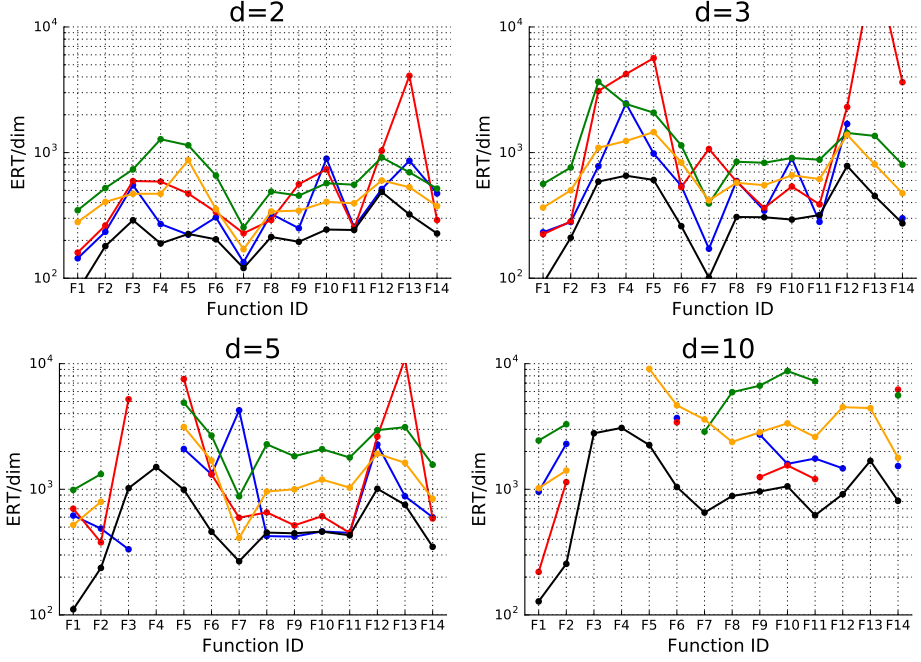 d=2
10^4
10^3
10^2
ERT/dim
F1 F2 F3 F4 F5 F6 F7 F8 F9 F10 F11 F12 F13 F14
Function ID
d=3
10^4
10^3
10^2
ERT/dim
F1 F2 F3 F4 F5 F6 F7 F8 F9 F10 F11 F12 F13 F14
Function ID
d=5
10^4
10^3
10^2
ERT/dim
F1 F2 F3 F4 F5 F6 F7 F8 F9 F10 F11 F12 F13 F14
Function ID
d=10
10^4
10^3
10^2
ERT/dim
F1 F2 F3 F4 F5 F6 F7 F8 F9 F10 F11 F12 F13 F14
Function ID